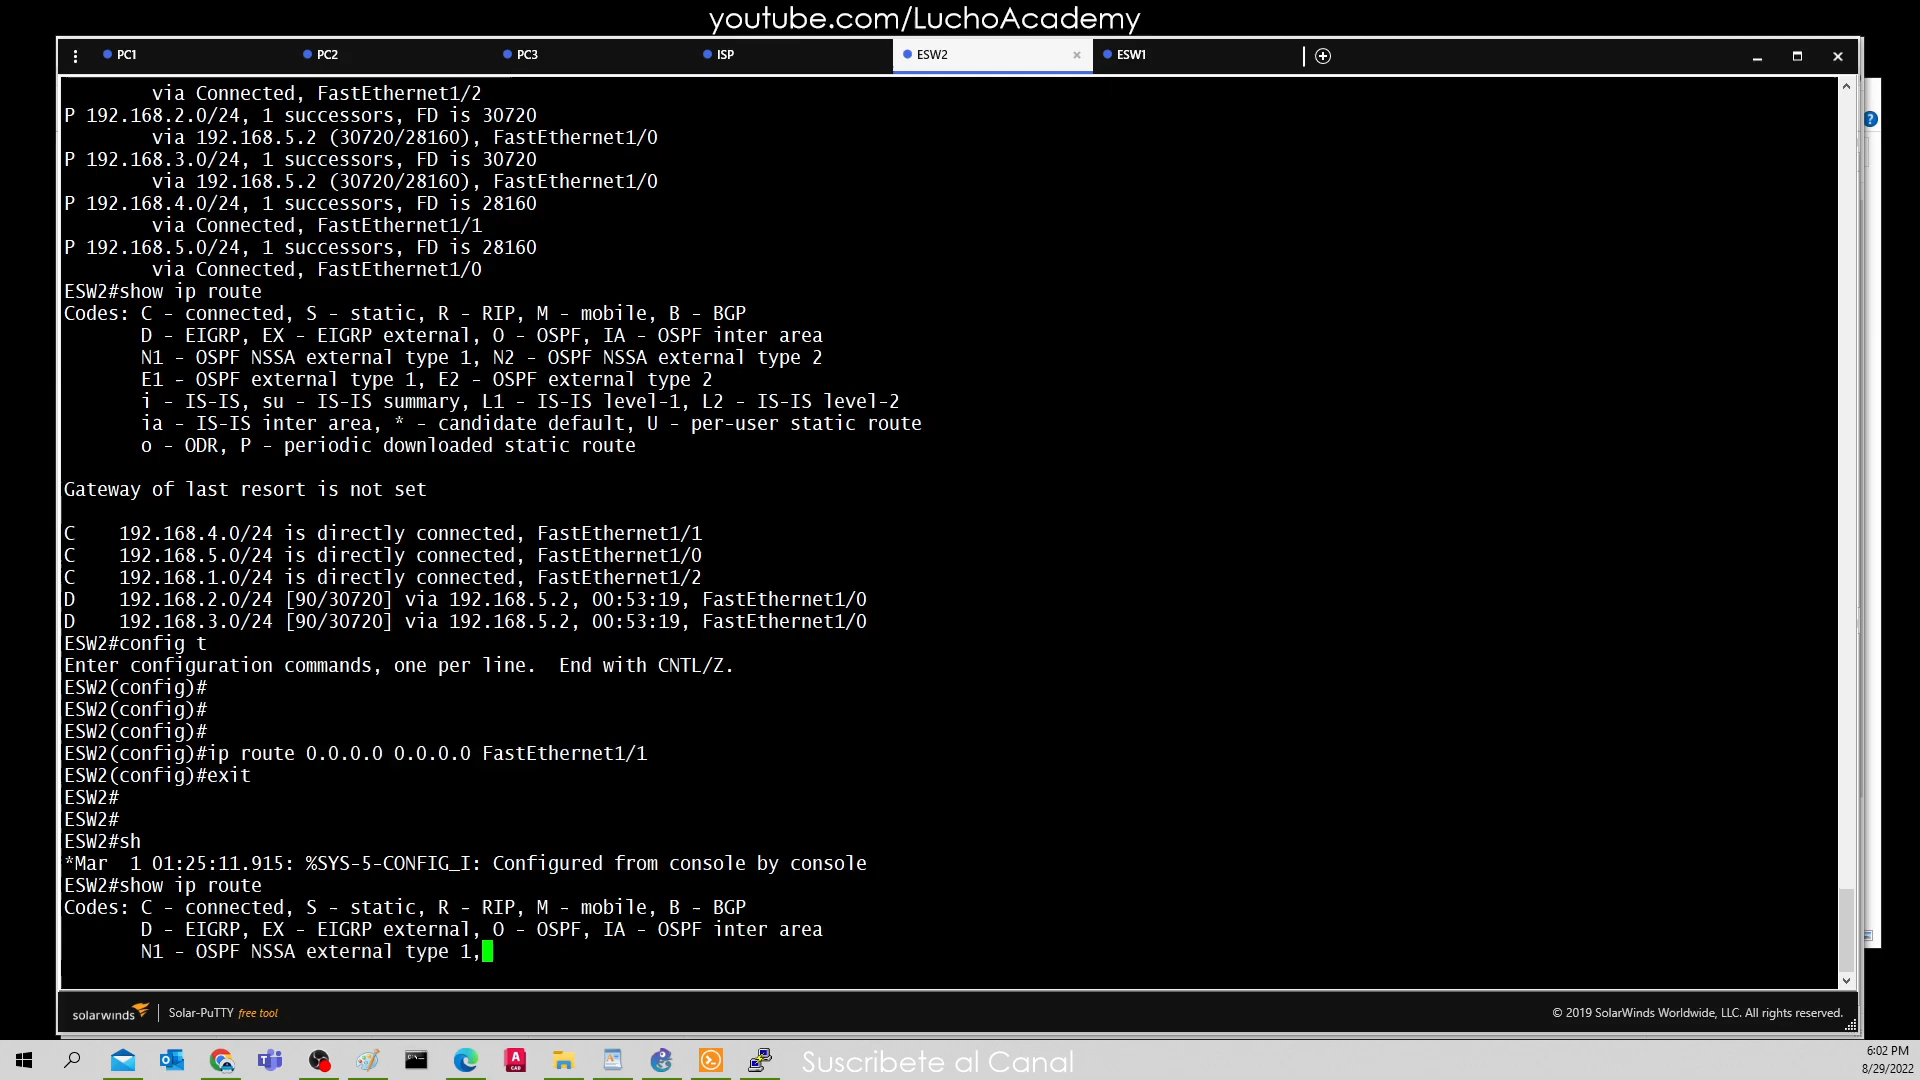 youtube.com/LuchoAcademy
PC1 PC2 PC3 ISP ESW2 × ESW1
        via Connected, FastEthernet1/2
P 192.168.2.0/24, 1 successors, FD is 30720
        via 192.168.5.2 (30720/28160), FastEthernet1/0
P 192.168.3.0/24, 1 successors, FD is 30720
        via 192.168.5.2 (30720/28160), FastEthernet1/0
P 192.168.4.0/24, 1 successors, FD is 28160
        via Connected, FastEthernet1/1
P 192.168.5.0/24, 1 successors, FD is 28160
        via Connected, FastEthernet1/0
ESW2#show ip route
Codes: C - connected, S - static, R - RIP, M - mobile, B - BGP
       D - EIGRP, EX - EIGRP external, O - OSPF, IA - OSPF inter area
       N1 - OSPF NSSA external type 1, N2 - OSPF NSSA external type 2
       E1 - OSPF external type 1, E2 - OSPF external type 2
       i - IS-IS, su - IS-IS summary, L1 - IS-IS level-1, L2 - IS-IS level-2
       ia - IS-IS inter area, * - candidate default, U - per-user static route
       o - ODR, P - periodic downloaded static route
Gateway of last resort is not set
C    192.168.4.0/24 is directly connected, FastEthernet1/1
C    192.168.5.0/24 is directly connected, FastEthernet1/0
C    192.168.1.0/24 is directly connected, FastEthernet1/2
D    192.168.2.0/24 [90/30720] via 192.168.5.2, 00:53:19, FastEthernet1/0
D    192.168.3.0/24 [90/30720] via 192.168.5.2, 00:53:19, FastEthernet1/0
ESW2#config t
Enter configuration commands, one per line.  End with CNTL/Z.
ESW2(config)#
ESW2(config)#
ESW2(config)#
ESW2(config)#ip route 0.0.0.0 0.0.0.0 FastEthernet1/1
ESW2(config)#exit
ESW2#
ESW2#
ESW2#sh
*Mar  1 01:25:11.915: %SYS-5-CONFIG_I: Configured from console by console
ESW2#show ip route
Codes: C - connected, S - static, R - RIP, M - mobile, B - BGP
       D - EIGRP, EX - EIGRP external, O - OSPF, IA - OSPF inter area
       N1 - OSPF NSSA external type 1,
solarwinds Solar-PuTTY free tool © 2019 SolarWinds Worldwide, LLC. All rights reserved.
Suscribete al Canal
6:02 PM
8/29/2022